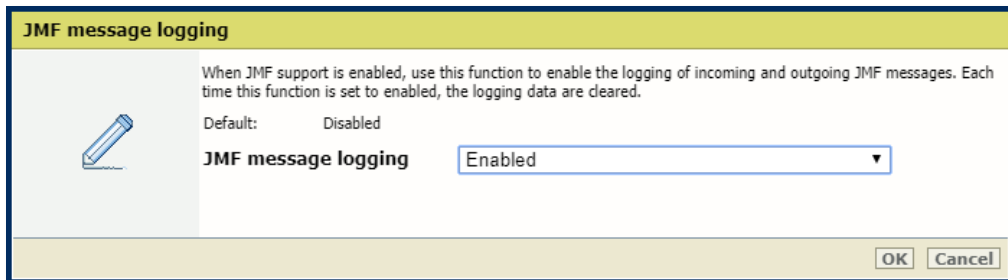 JMF message logging
When JMF support is enabled, use this function to enable the logging of incoming and outgoing JMF messages. Each
time this function is set to enabled, the logging data are cleared.
Default: Disabled
JMF message logging Enabled
OK Cancel